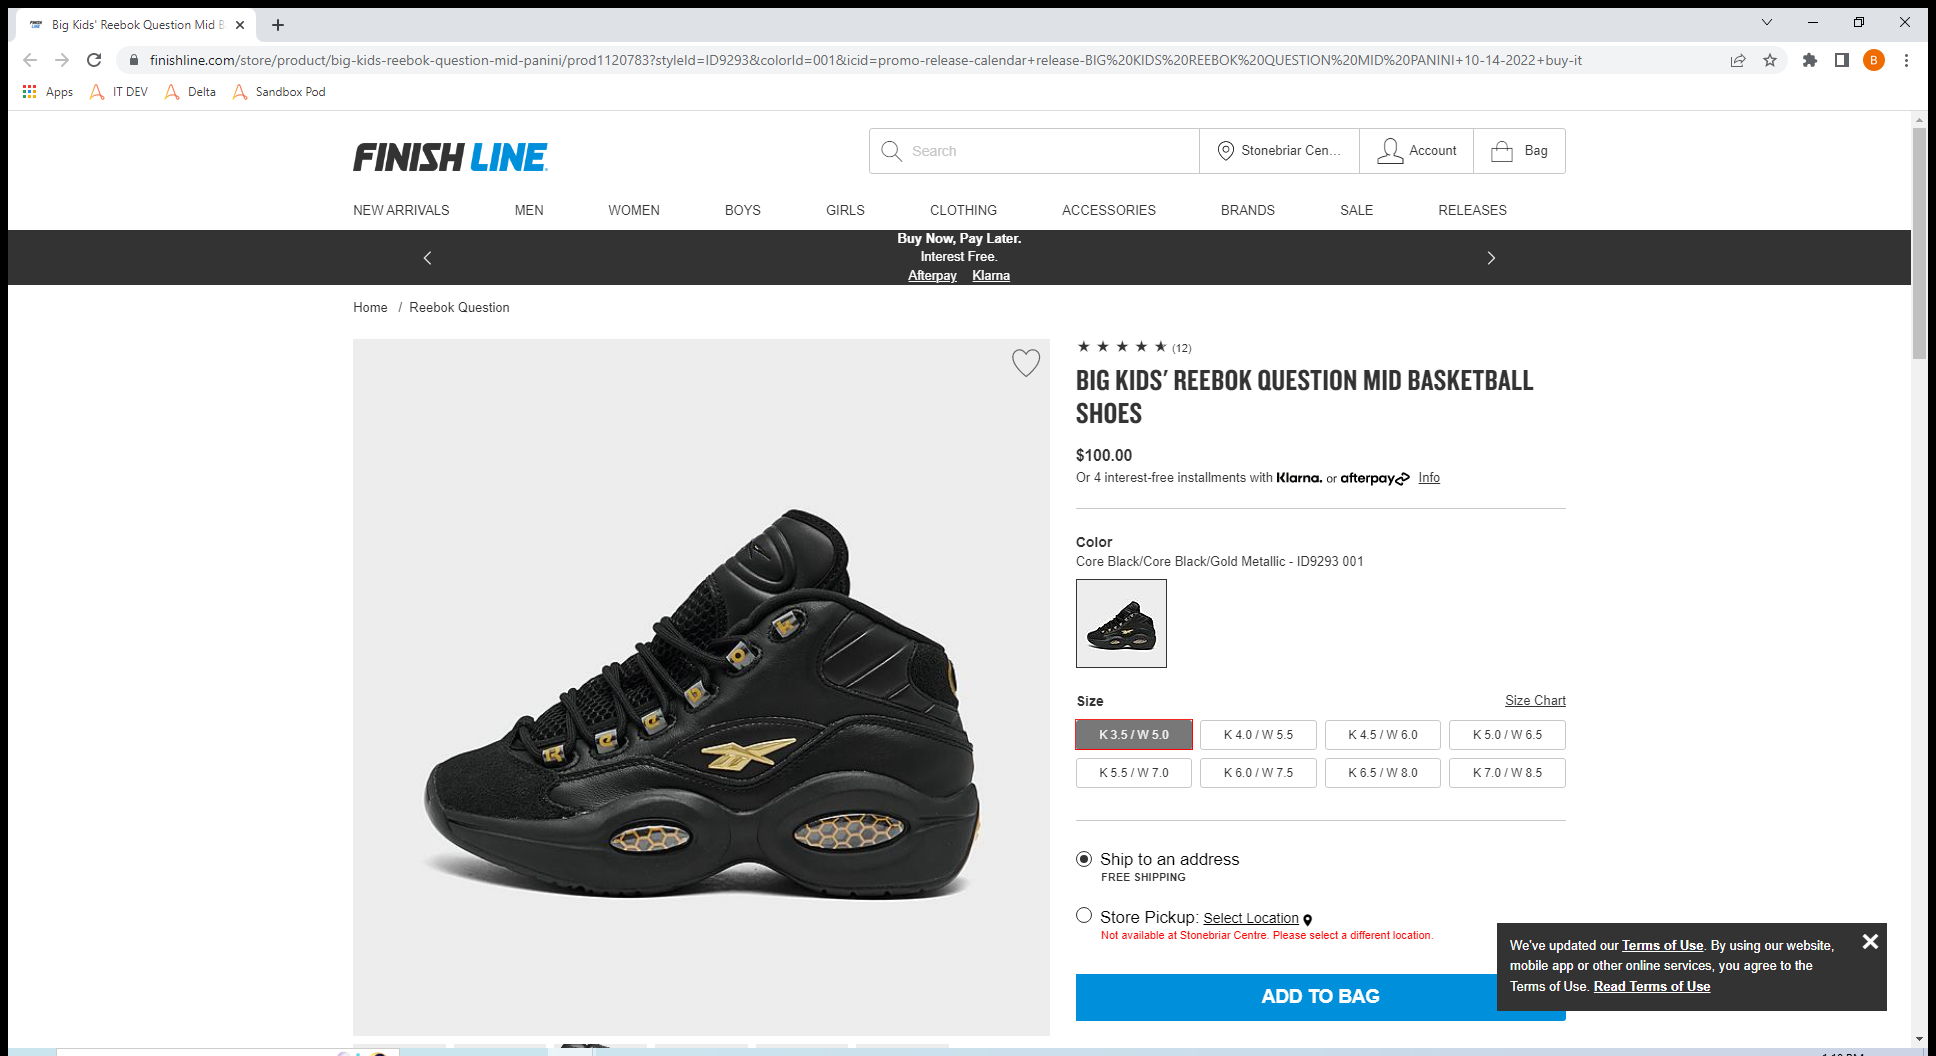 Big Kids' Reebok Question Mid B
finishline.com/store/product/big-kids-reebok-question-mid-panini/prod1120783?styleId=ID9293&colorId=001&icid=promo-release-calendar+release-BIG%20KIDS%20REEBOK%20QUESTION%20MID%20PANINI+10-14-2022+buy-it
B
Apps IT DEV Delta Sandbox Pod
FINISH LINE
Search
Stonebriar Cen...
Account
Bag
NEW ARRIVALS MEN WOMEN BOYS GIRLS CLOTHING ACCESSORIES BRANDS SALE RELEASES
Buy Now, Pay Later.
Interest Free.
Afterpay Klarna
Home / Reebok Question
(12)
BIG KIDS' REEBOK QUESTION MID BASKETBALL
SHOES
$100.00
Or 4 interest-free installments with Klarna. or afterpay Info
Color
Core Black/Core Black/Gold Metallic - ID9293 001
Size Size Chart
K 3.5 / W 5.0 K 4.0 / W 5.5 K 4.5 / W 6.0 K 5.0 / W 6.5
K 5.5 / W 7.0 K 6.0 / W 7.5 K 6.5 / W 8.0 K 7.0 / W 8.5
Ship to an address
FREE SHIPPING
Store Pickup: Select Location
Not available at Stonebriar Centre. Please select a different location.
ADD TO BAG
We've updated our Terms of Use. By using our website,
mobile app or other online services, you agree to the
Terms of Use. Read Terms of Use